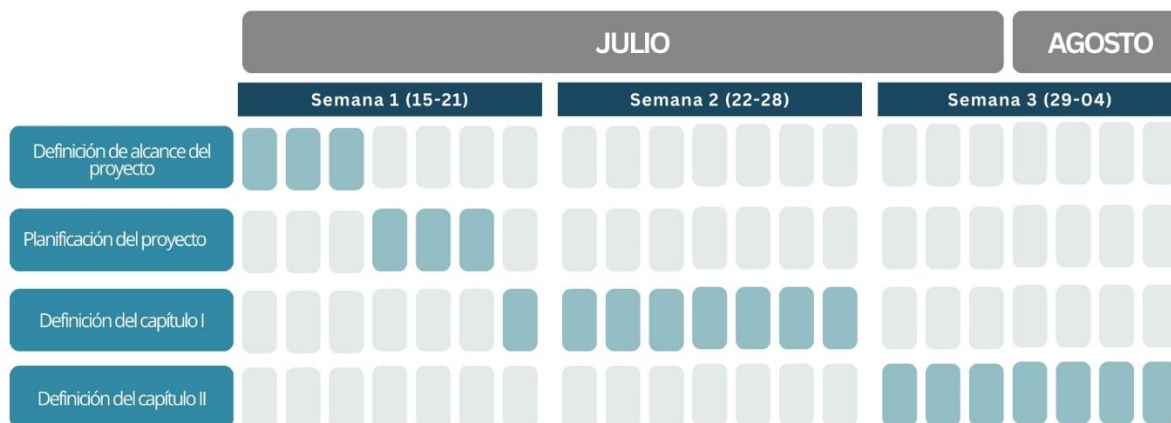 JULIO
AGOSTO
Semana 1 (15-21)
Semana 2 (22-28)
Semana 3 (29-04)
Definición de alcance del
proyecto
Planificación del proyecto
Definición del capítulo I
Definición del capítulo II